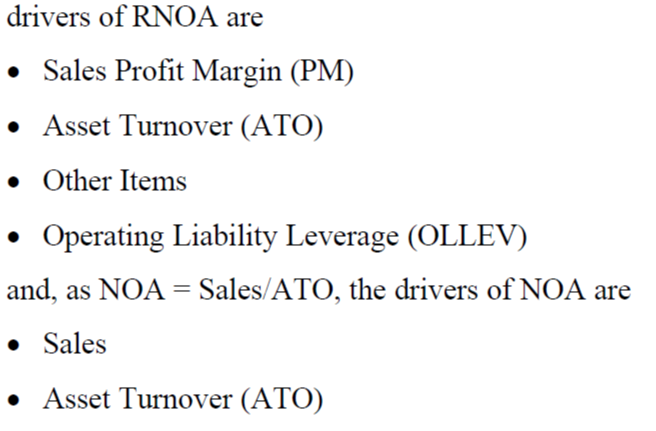 drivers of RNOA are
• Sales Profit Margin (PM)
• Asset Turnover (ATO)
• Other Items
• Operating Liability Leverage (OLLEV)
and, as NOA = Sales/ATO, the drivers of NOA are
• Sales
• Asset Turnover (ATO)